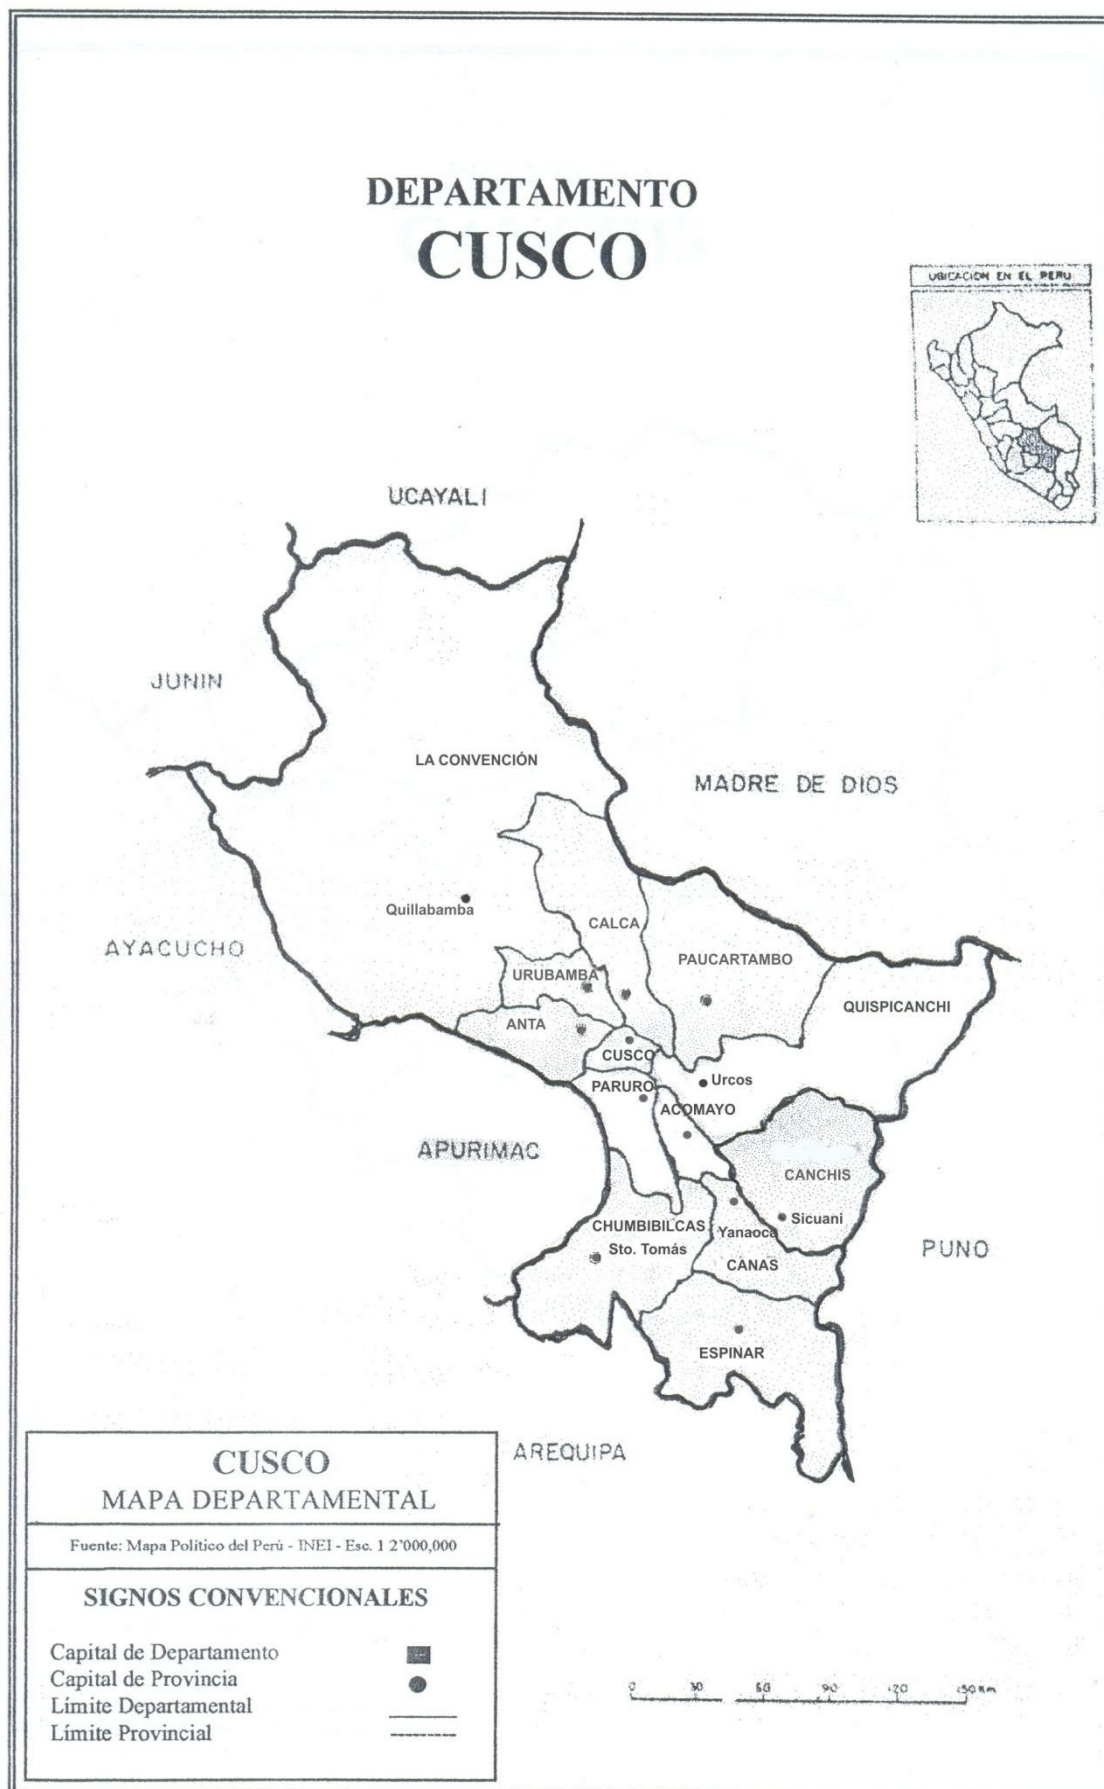 DEPARTAMENTO
CUSCO
UBICACION EN EL PERU
UCAYALI
JUNIN
LA CONVENCIÓN
MADRE DE DIOS
Quillabamba
CALCA
AYACUCHO
PAUCARTAMBO
URUBAMBA
QUISPICANCHI
ANTA
CUSCO
Urcos
PARURO
ACOMAYO
APURIMAC
CANCHIS
Sicuani
CHUMBIBILCAS
Yanaoca
Sto. Tomás
PUNO
CANAS
ESPINAR
AREQUIPA
CUSCO
MAPA DEPARTAMENTAL
Fuente: Mapa Político del Perú - INEI - Esc. 1 2'000,000
SIGNOS CONVENCIONALES
Capital de Departamento
Capital de Provincia
Límite Departamental
Límite Provincial
0 30 60 90 120 150 Km